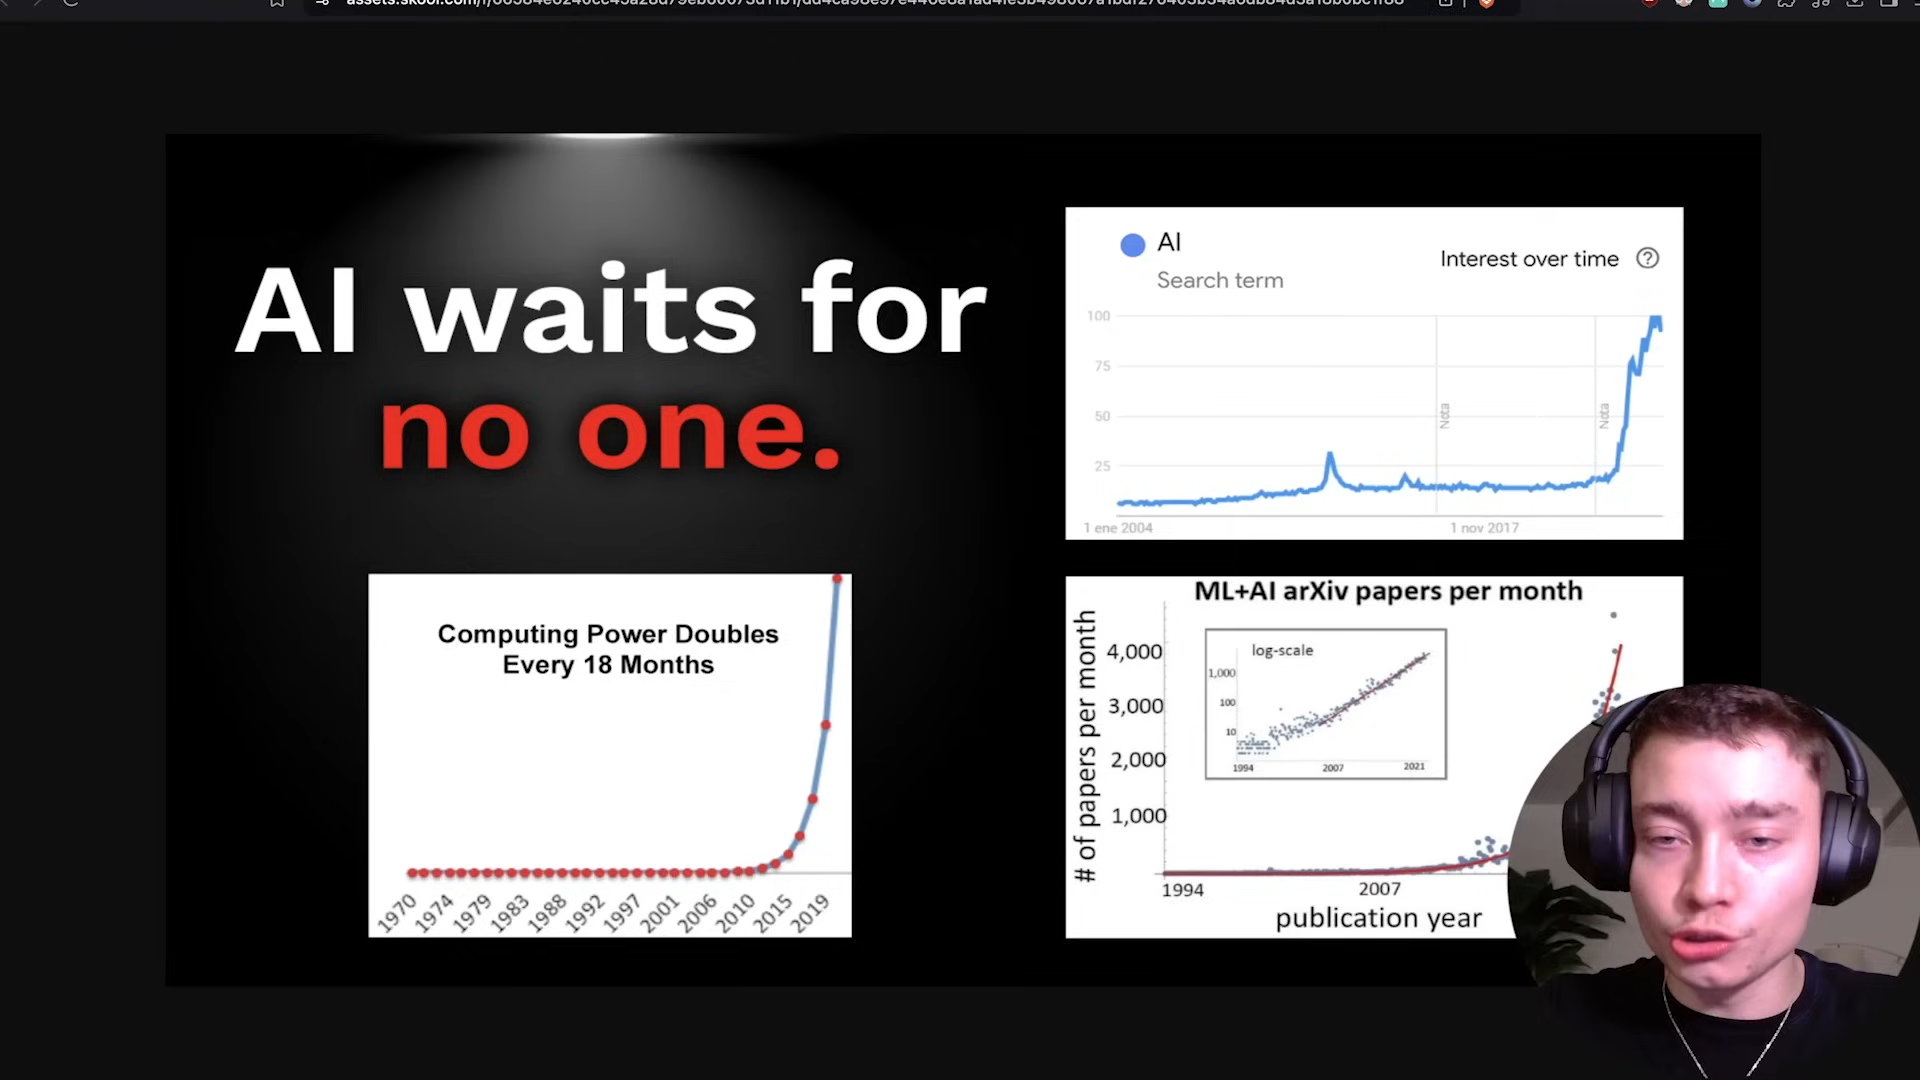 AI waits for
no one.
AI
Search term
Interest over time
100
75
50
25
Nota
Nota
1 ene 2004
1 nov 2017
Computing Power Doubles
Every 18 Months
1970 1974 1979 1983 1988 1992 1997 2001 2006 2010 2015 2019
ML+AI arXiv papers per month
# of papers per month
4,000
3,000
2,000
1,000
log-scale
1,000
100
10
1994 2007 2021
1994 2007
publication year